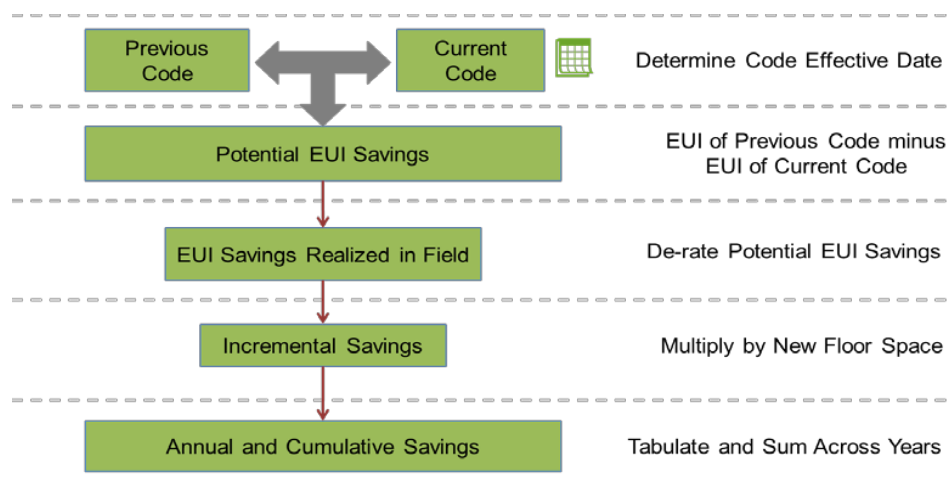 Previous
Code
Current
Code
Determine Code Effective Date
Potential EUI Savings
EUI of Previous Code minus
EUI of Current Code
EUI Savings Realized in Field
De-rate Potential EUI Savings
Incremental Savings
Multiply by New Floor Space
Annual and Cumulative Savings
Tabulate and Sum Across Years